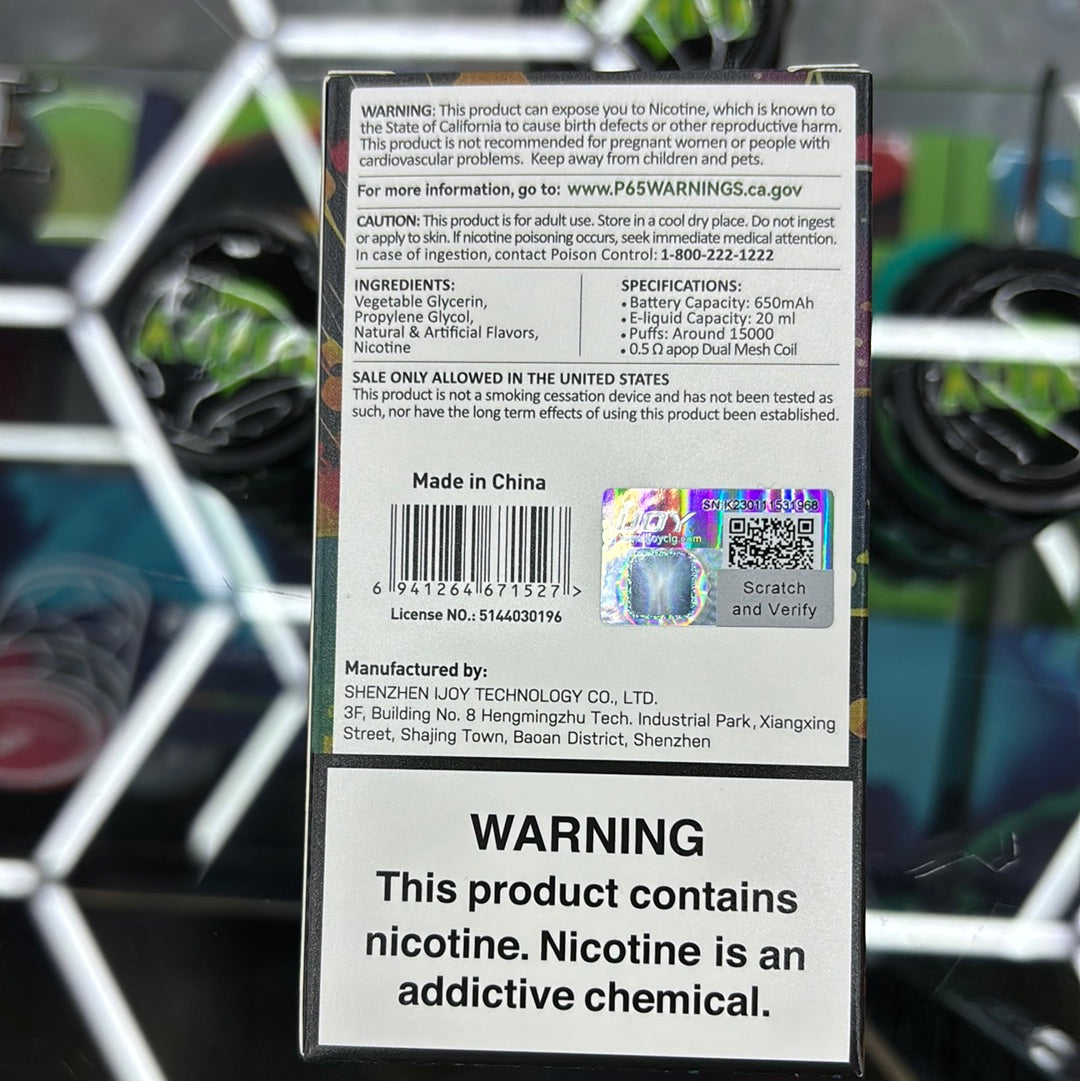 WARNING: This product can expose you to Nicotine, which is known to
the State of California to cause birth defects or other reproductive harm.
This product is not recommended for pregnant women or people with
cardiovascular problems. Keep away from children and pets.
For more information, go to: www.P65WARNINGS.ca.gov
CAUTION: This product is for adult use. Store in a cool dry place. Do not ingest
or apply to skin. If nicotine poisoning occurs, seek immediate medical attention.
In case of ingestion, contact Poison Control: 1-800-222-1222
INGREDIENTS:
Vegetable Glycerin,
Propylene Glycol,
Natural & Artificial Flavors,
Nicotine
SPECIFICATIONS:
• Battery Capacity: 650mAh
• E-liquid Capacity: 20 ml
• Puffs: Around 15000
• 0.5 Ω apop Dual Mesh Coil
SALE ONLY ALLOWED IN THE UNITED STATES
This product is not a smoking cessation device and has not been tested as
such, nor have the long term effects of using this product been established.
Made in China
6 941264 671527 >
License NO.: 5144030196
SN:K230111531968
IJOY
Scratch
and Verify
Manufactured by:
SHENZHEN IJOY TECHNOLOGY CO., LTD.
3F, Building No. 8 Hengmingzhu Tech. Industrial Park, Xiangxing
Street, Shajing Town, Baoan District, Shenzhen
WARNING
This product contains
nicotine. Nicotine is an
addictive chemical.